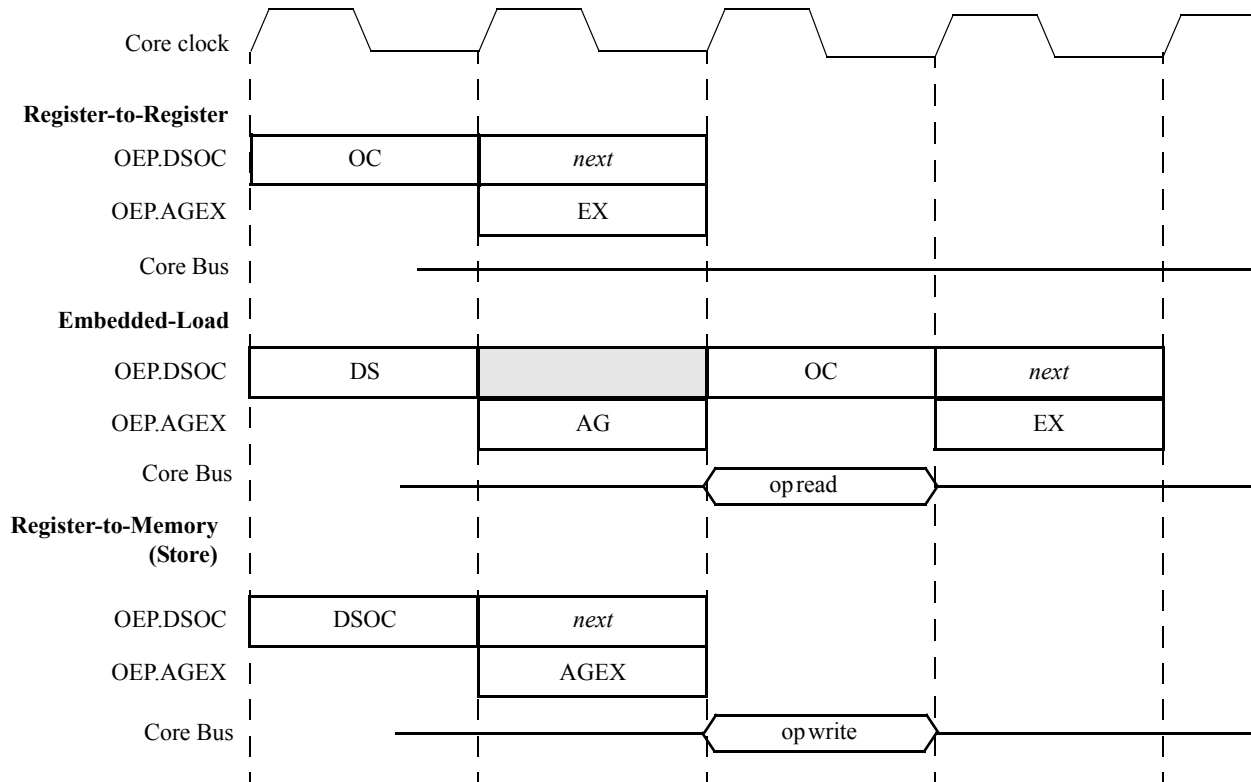 Core clock
Register-to-Register
OEP.DSOC OC next
OEP.AGEX EX
Core Bus
Embedded-Load
OEP.DSOC DS OC next
OEP.AGEX AG EX
Core Bus op read
Register-to-Memory
(Store)
OEP.DSOC DSOC next
OEP.AGEX AGEX
Core Bus op write